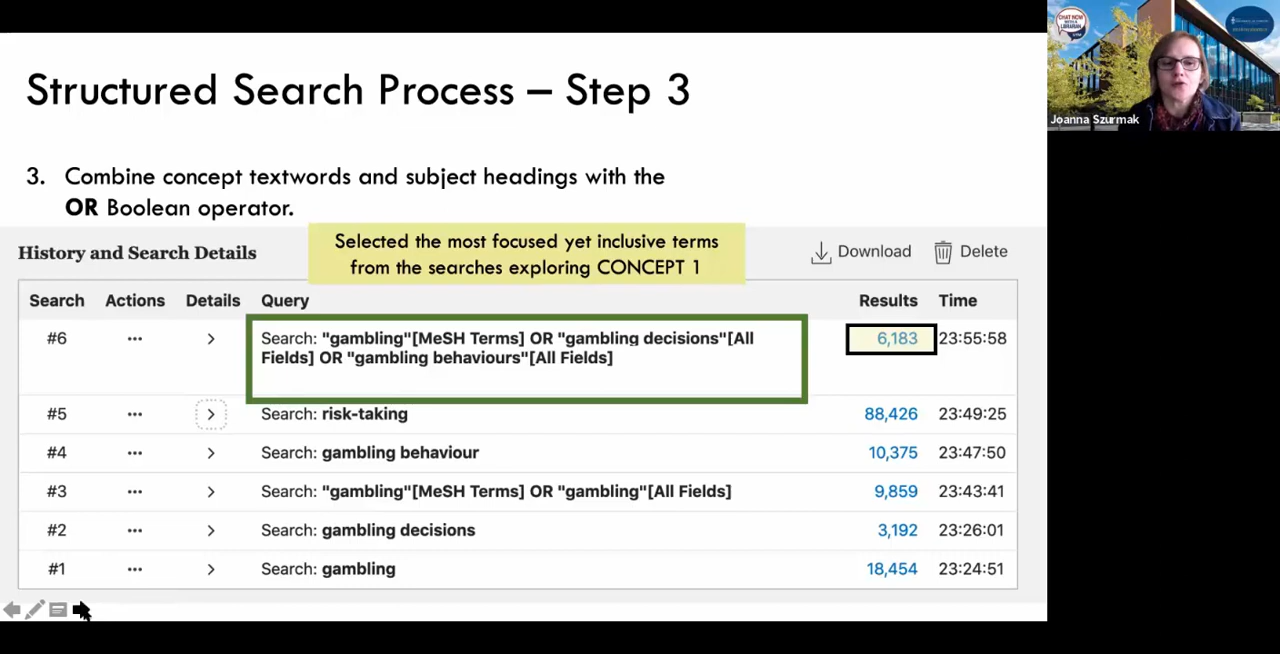 Structured Search Process – Step 3
3. Combine concept textwords and subject headings with the
OR Boolean operator.
Selected the most focused yet inclusive terms
from the searches exploring CONCEPT 1
History and Search Details
Download
Delete
Search Actions Details Query Results Time
#6 Search: "gambling"[MeSH Terms] OR "gambling decisions"[All 6,183 23:55:58
Fields] OR "gambling behaviours"[All Fields]
#5 Search: risk-taking 88,426 23:49:25
#4 Search: gambling behaviour 10,375 23:47:50
#3 Search: "gambling"[MeSH Terms] OR "gambling"[All Fields] 9,859 23:43:41
#2 Search: gambling decisions 3,192 23:26:01
#1 Search: gambling 18,454 23:24:51
CHAT NOW
WITH A
LIBRARIAN
Joanna Szurmak